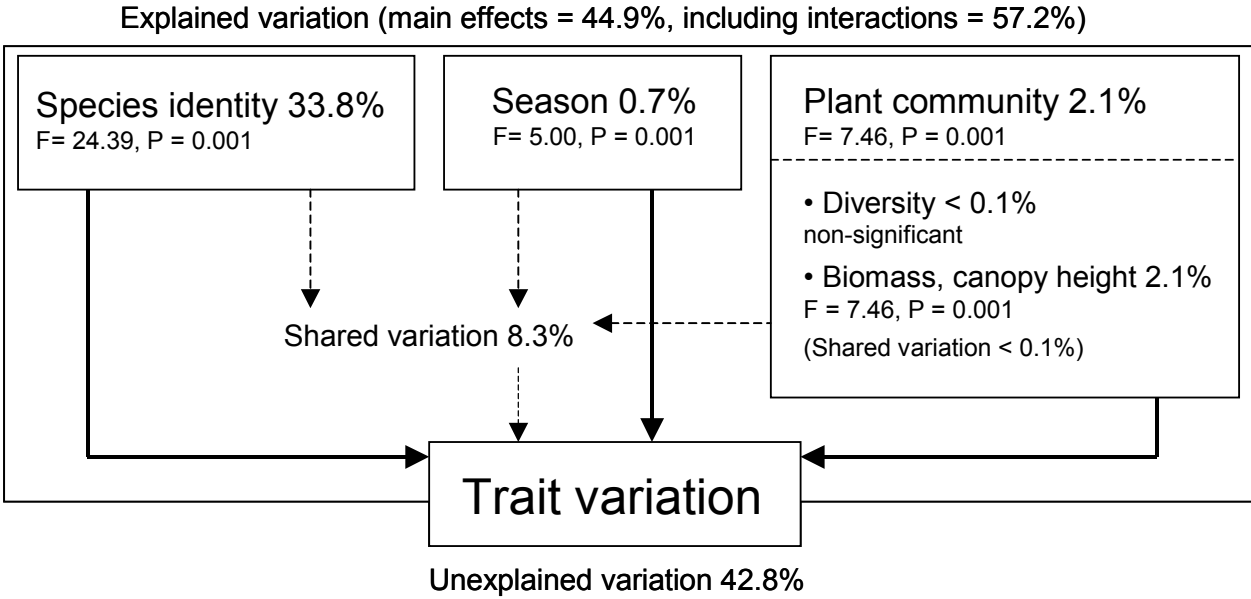 Explained variation (main effects = 44.9%, including interactions = 57.2%)
Species identity 33.8%
F= 24.39, P = 0.001
Season 0.7%
F= 5.00, P = 0.001
Plant community 2.1%
F= 7.46, P = 0.001
• Diversity < 0.1%
non-significant
• Biomass, canopy height 2.1%
F = 7.46, P = 0.001
(Shared variation < 0.1%)
Shared variation 8.3%
Trait variation
Unexplained variation 42.8%